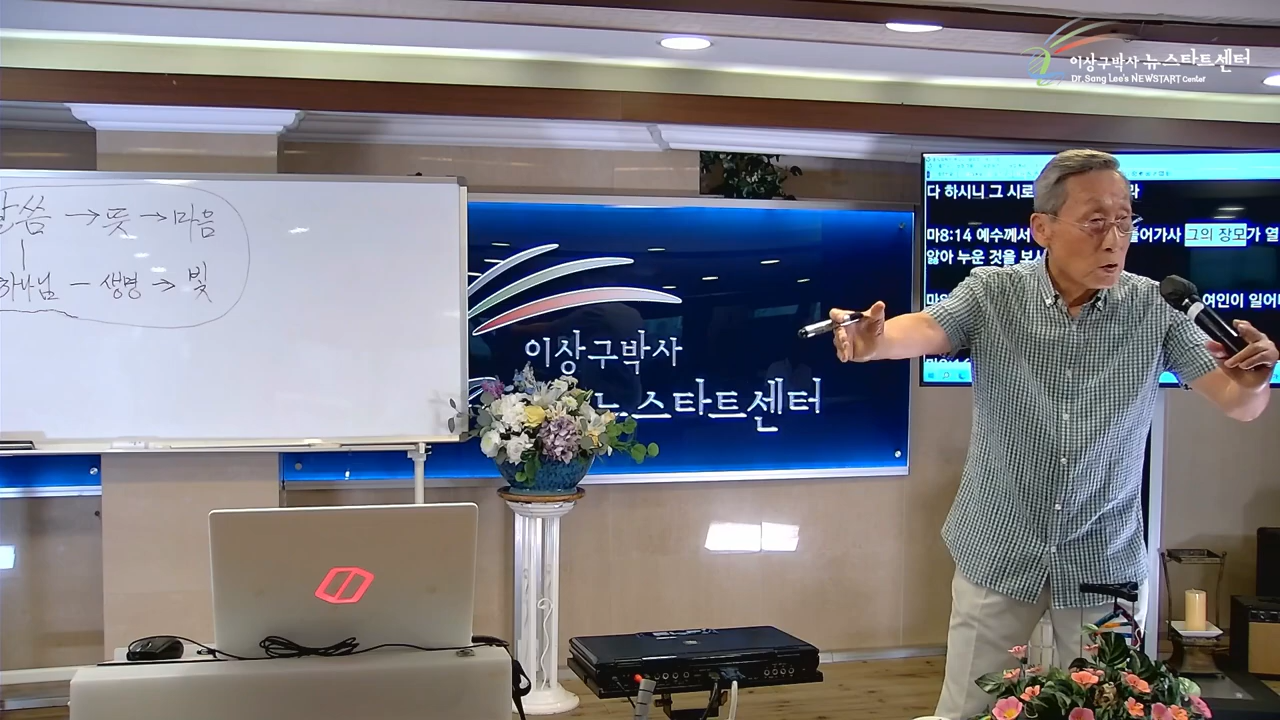 이상구박사 뉴스타트센터
Dr. Sang Lee's NEWSTART Center
말씀 → 뜻 → 마음
하나님 － 생명 → 빛
이상구박사
뉴스타트센터
다 하시니 그 시로
마8:14 예수께서 들어가사 그의 장모가 열
앓아 누운 것을 보시
여인이 일어